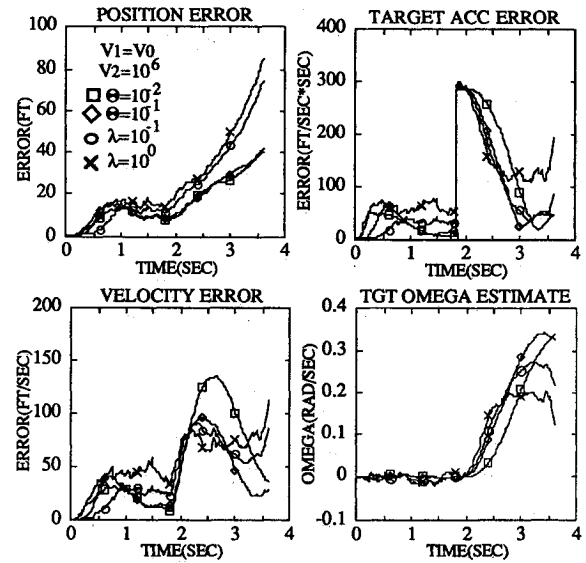 POSITION ERROR
100
80
60
40
20
0
ERROR(FT)
V1=V0
V2=10^6
Θ=10^-2
Θ=10^-1
λ=10^-1
λ=10^0
0 1 2 3 4
TIME(SEC)
TARGET ACC ERROR
400
300
200
100
0
ERROR(FT/SEC*SEC)
0 1 2 3 4
TIME(SEC)
VELOCITY ERROR
200
150
100
50
0
ERROR(FT/SEC)
0 1 2 3 4
TIME(SEC)
TGT OMEGA ESTIMATE
0.4
0.3
0.2
0.1
0
-0.1
OMEGA(RAD/SEC)
0 1 2 3 4
TIME(SEC)